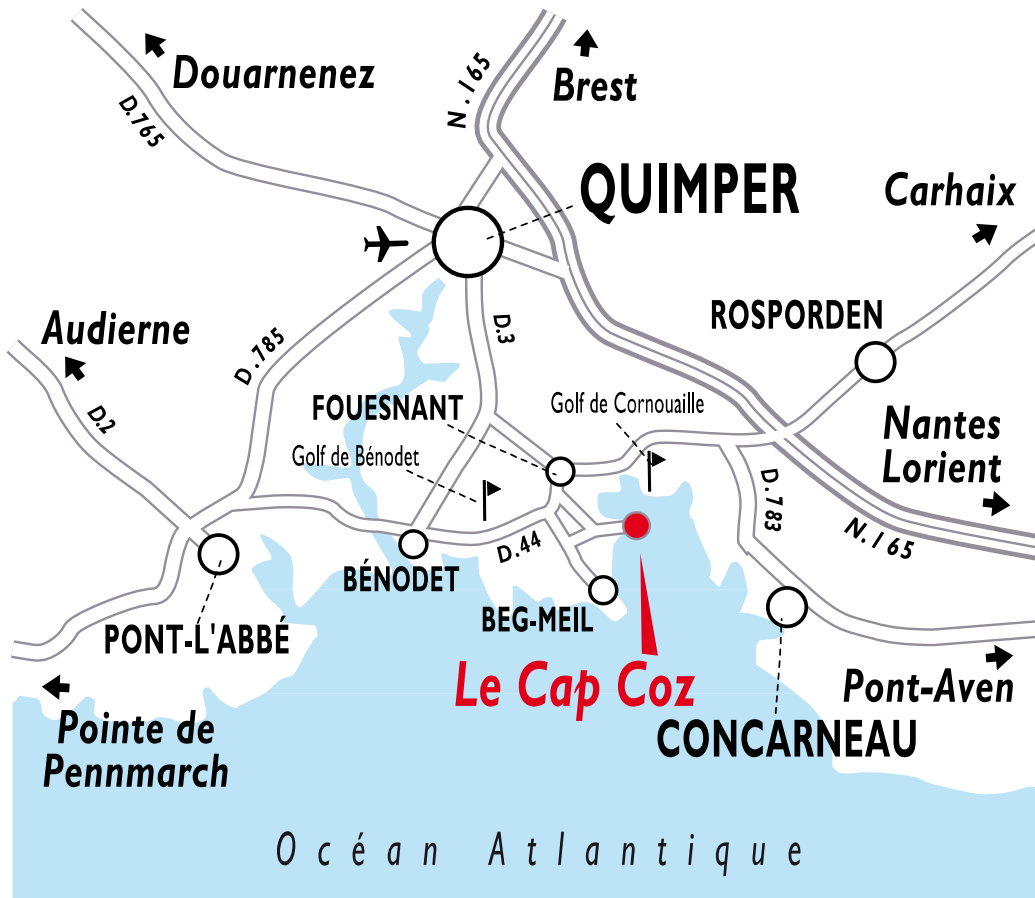 Douarnenez
Brest
N.165
D.765
QUIMPER
Carhaix
Audierne
D.785
D.3
ROSPORDEN
D.2
FOUESNANT
Golf de Cornouaille
Golf de Bénodet
Nantes
Lorient
D.783
N.165
D.44
BÉNODET
BEG-MEIL
PONT-L'ABBÉ
Le Cap Coz
Pont-Aven
CONCARNEAU
Pointe de
Pennmarch
Océan Atlantique